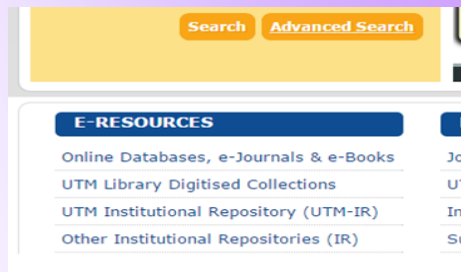 Search Advanced Search
E-RESOURCES
Online Databases, e-Journals & e-Books
UTM Library Digitised Collections
UTM Institutional Repository (UTM-IR)
Other Institutional Repositories (IR)